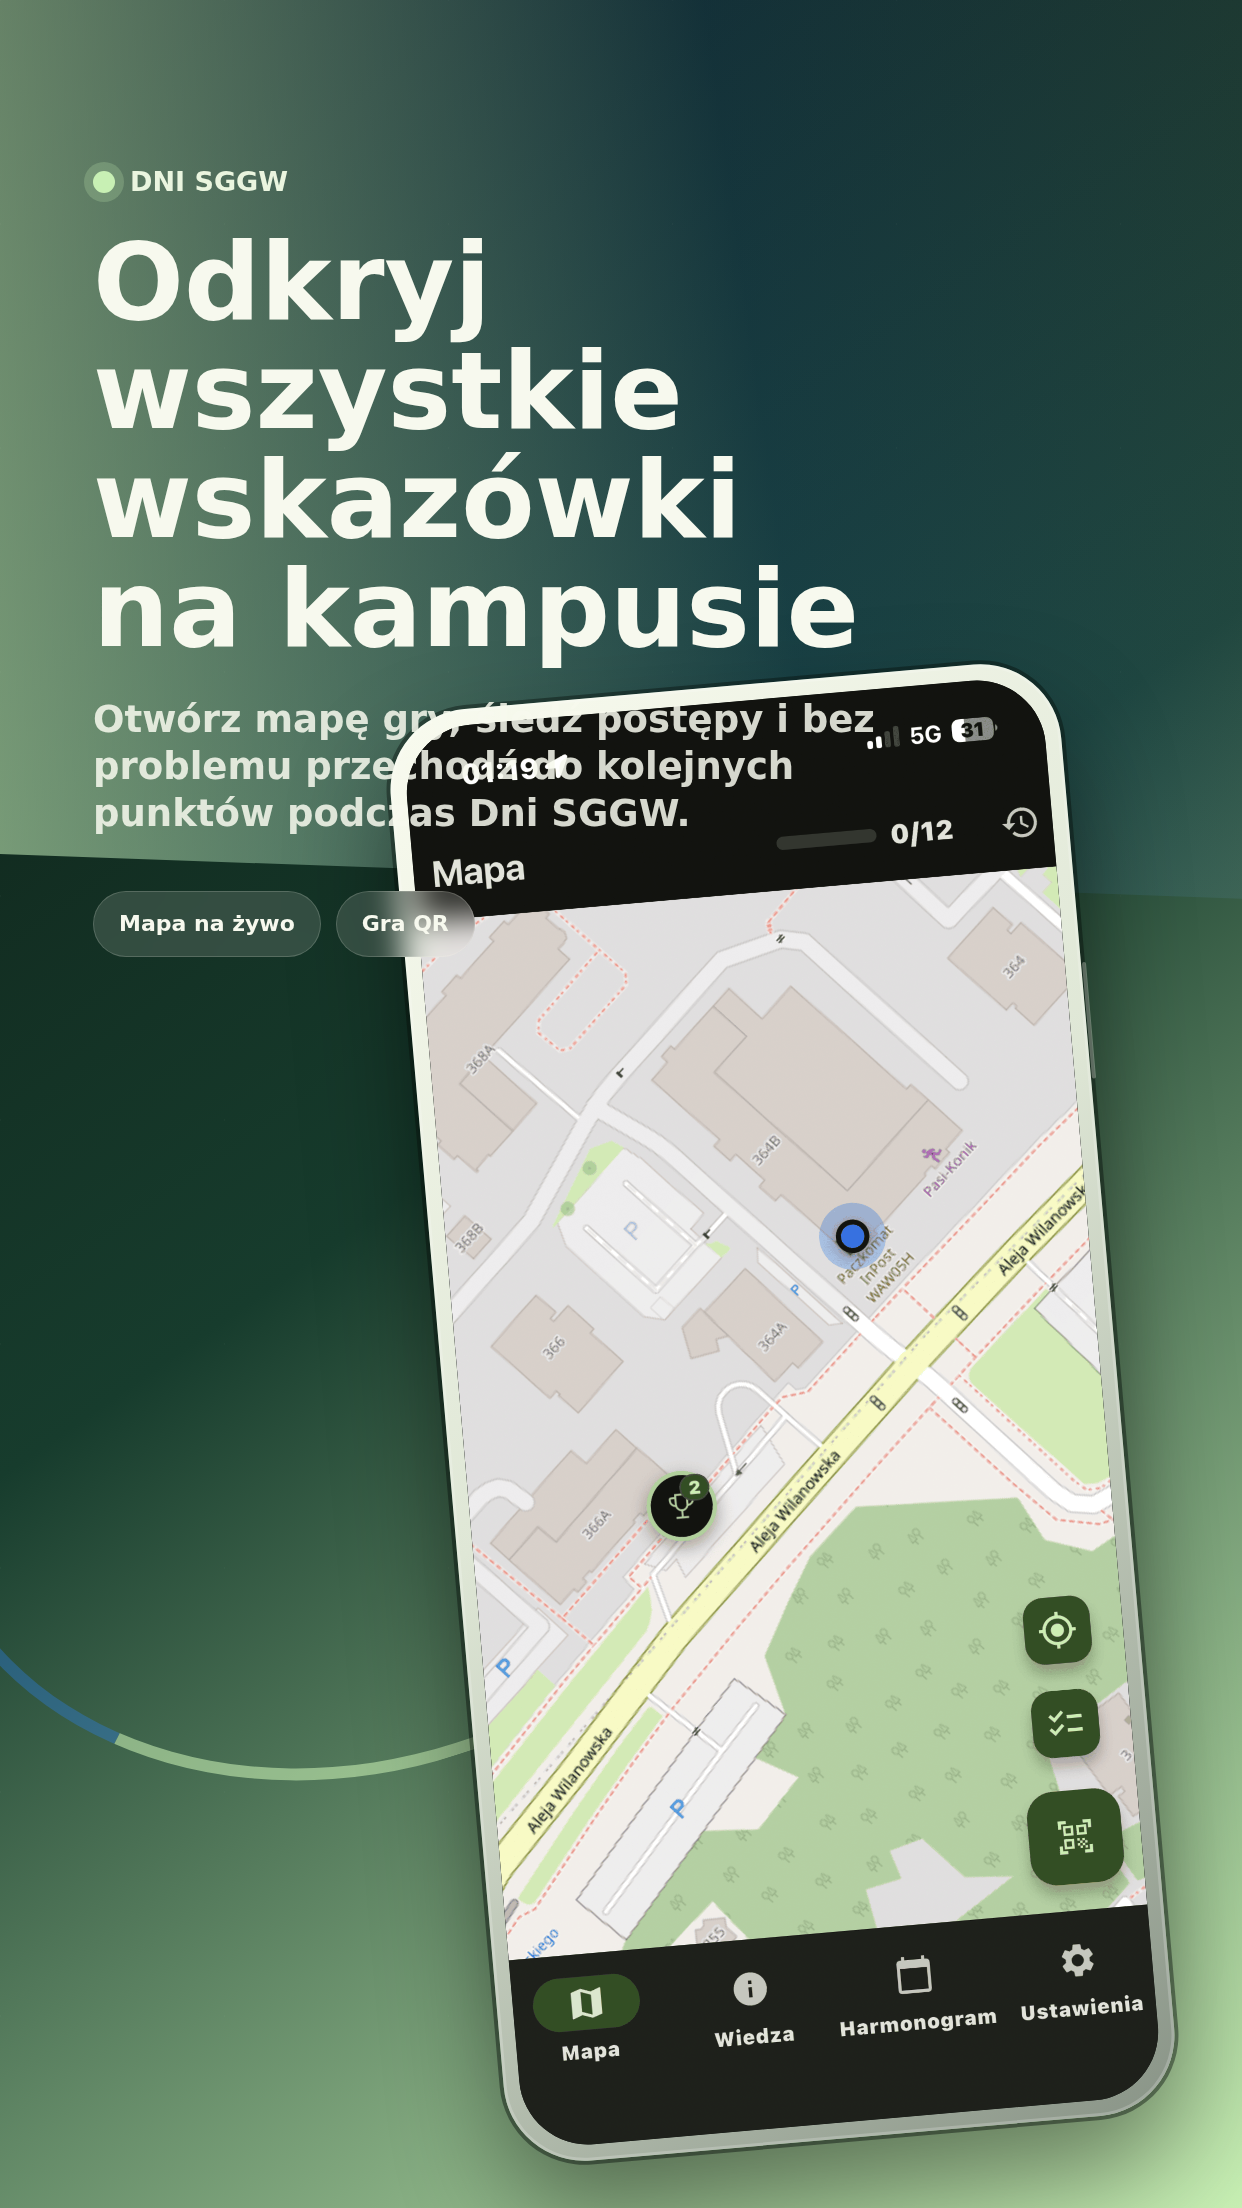 DNI SGGW
Odkryj
wszystkie
wskazówki
na kampusie
Otwórz mapę gry, śledź postępy i bez
problemu przechodź do kolejnych
punktów podczas Dni SGGW.
Mapa na żywo
Gra QR
01:19
5G
31
Mapa
0/12
364
368A
364B
Pasi-Konik
368B
P
Paczkomat
InPost
WAW05H
Aleja Wilanowska
P
366
364A
2
366A
Aleja Wilanowska
P
P
Aleja Wilanowska
Mapa
Wiedza
Harmonogram
Ustawienia